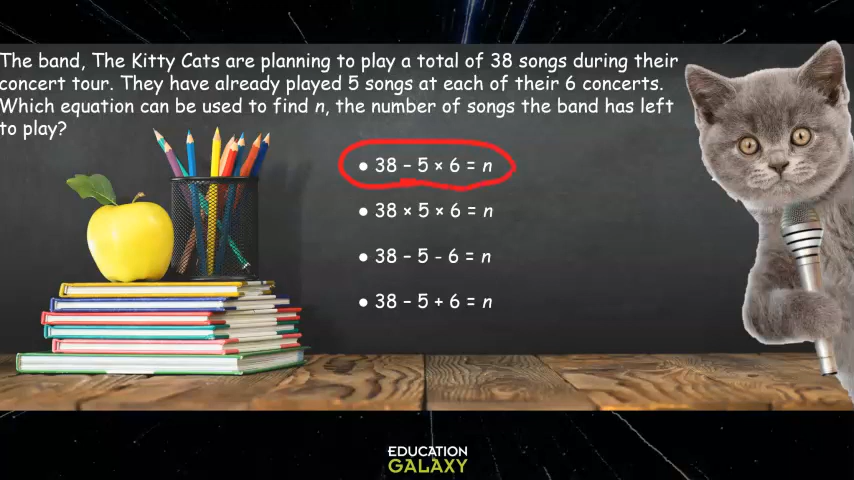 The band, The Kitty Cats are planning to play a total of 38 songs during their
concert tour. They have already played 5 songs at each of their 6 concerts.
Which equation can be used to find n, the number of songs the band has left
to play?
• 38 – 5 × 6 = n
• 38 × 5 × 6 = n
• 38 – 5 - 6 = n
• 38 – 5 + 6 = n
EDUCATION
GALAXY